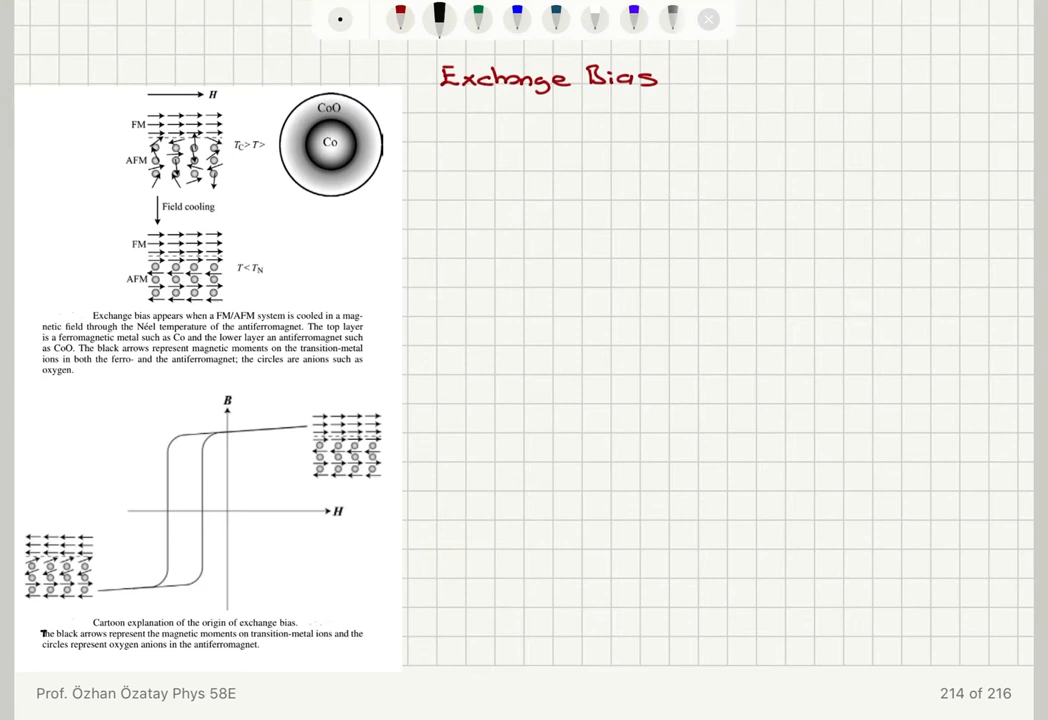 Exchange Bias
H
FM
CoO
Co
AFM
T_C> T>
Field cooling
FM
AFM
T < T_N
Exchange bias appears when a FM/AFM system is cooled in a mag-
netic field through the Néel temperature of the antiferromagnet. The top layer
is a ferromagnetic metal such as Co and the lower layer an antiferromagnet such
as CoO. The black arrows represent magnetic moments on the transition-metal
ions in both the ferro- and the antiferromagnet; the circles are anions such as
oxygen.
B
H
Cartoon explanation of the origin of exchange bias.
The black arrows represent the magnetic moments on transition-metal ions and the
circles represent oxygen anions in the antiferromagnet.
Prof. Özhan Özatay Phys 58E
214 of 216